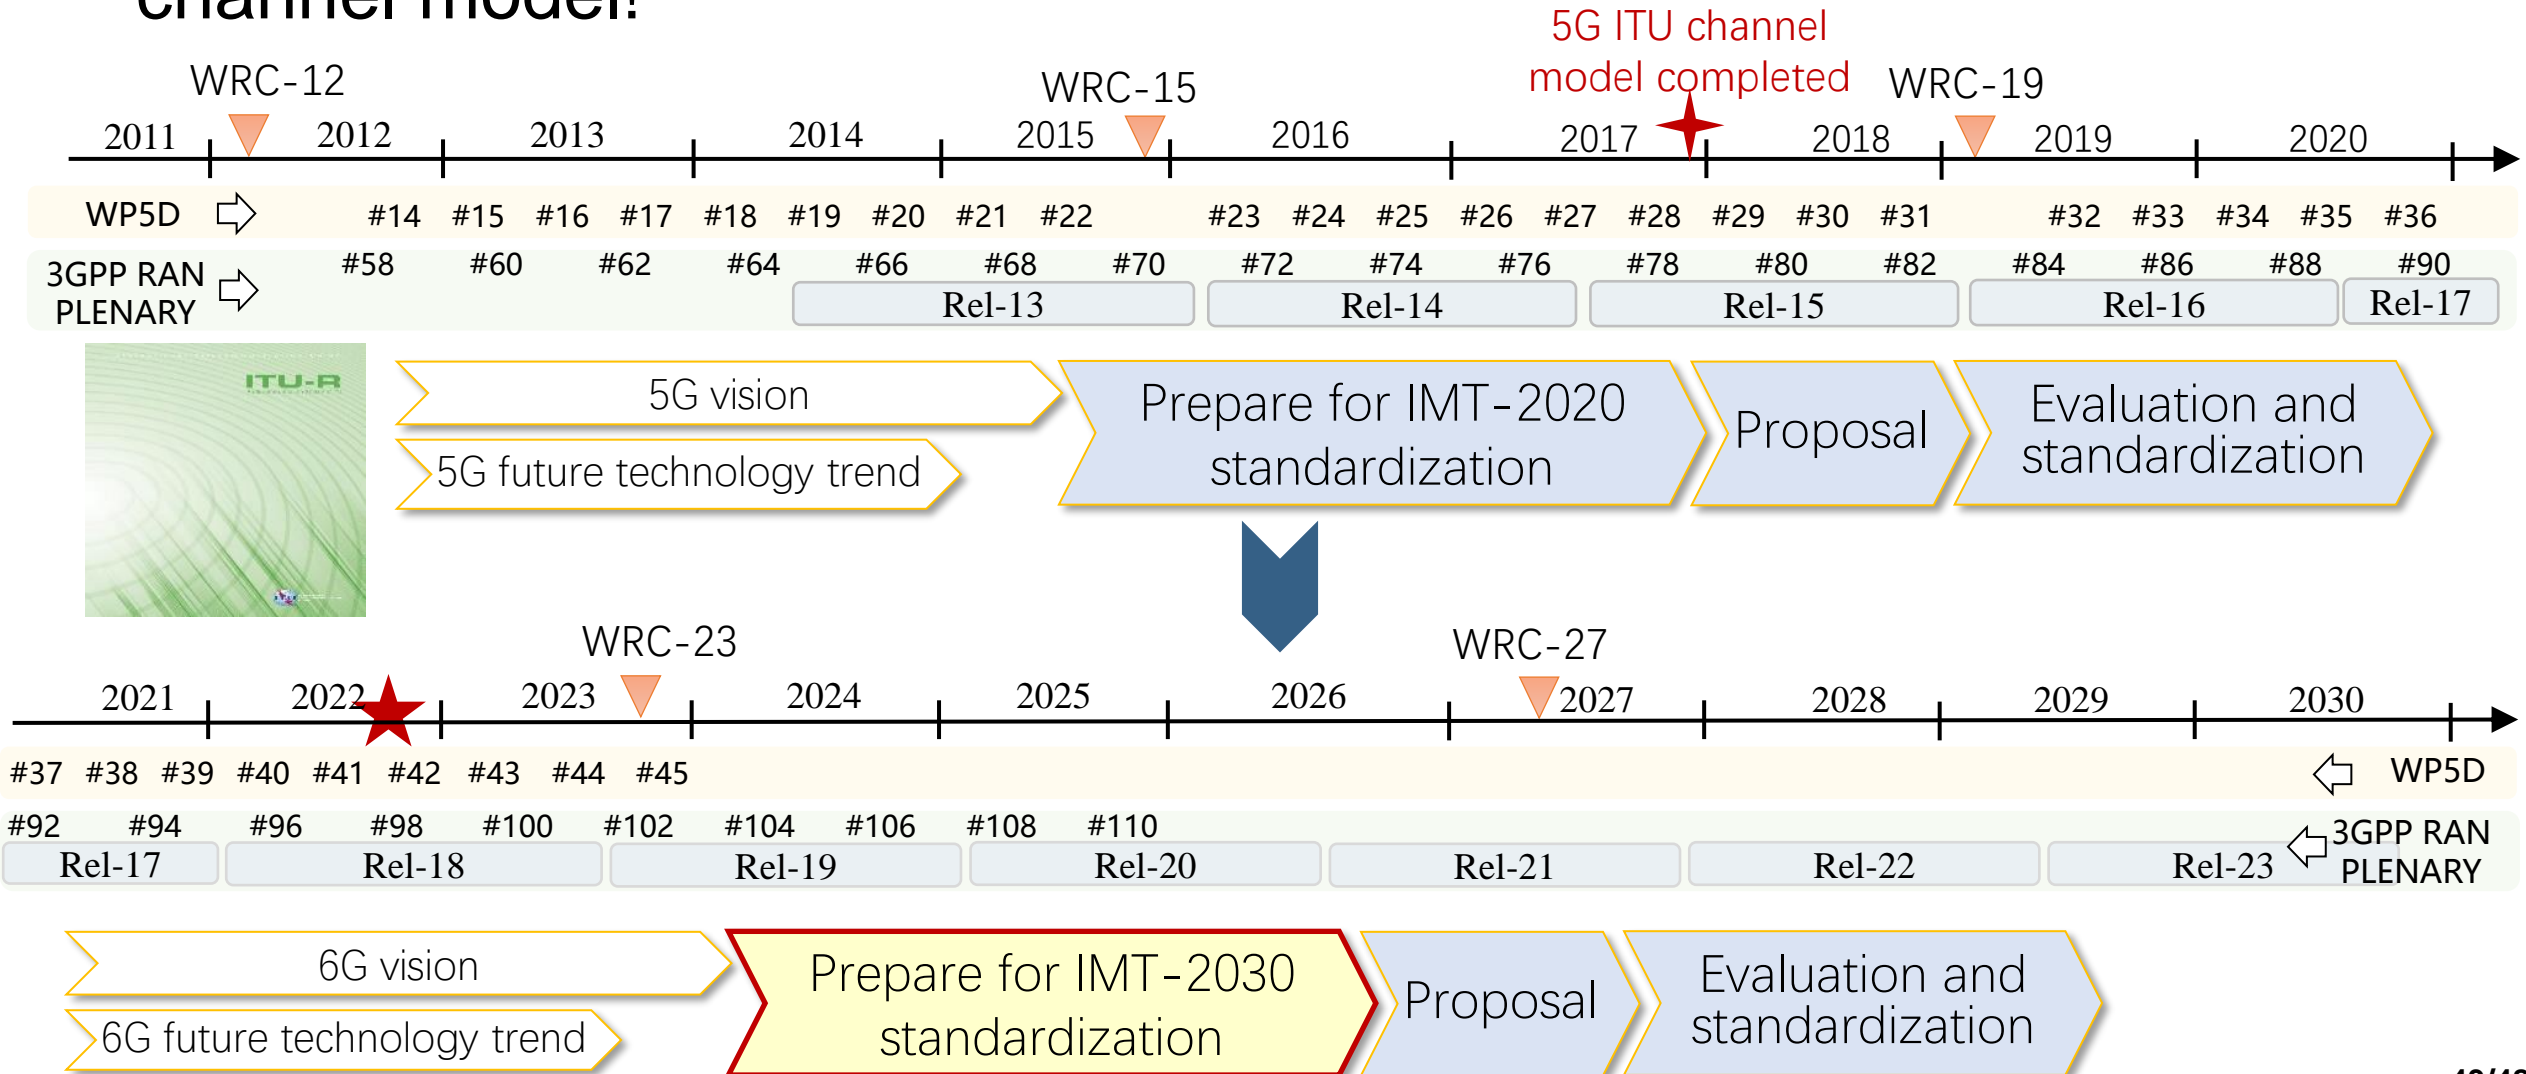 channel model!
5G ITU channel
model completed
WRC-12
WRC-15
WRC-19
2011 2012 2013 2014 2015 2016 2017 2018 2019 2020
WP5D #14 #15 #16 #17 #18 #19 #20 #21 #22 #23 #24 #25 #26 #27 #28 #29 #30 #31 #32 #33 #34 #35 #36
3GPP RAN
PLENARY
#58 #60 #62 #64 #66 #68 #70 #72 #74 #76 #78 #80 #82 #84 #86 #88 #90
Rel-13 Rel-14 Rel-15 Rel-16 Rel-17
ITU-R
5G vision
5G future technology trend
Prepare for IMT-2020
standardization
Proposal
Evaluation and
standardization
WRC-23
WRC-27
2021 2022 2023 2024 2025 2026 2027 2028 2029 2030
#37 #38 #39 #40 #41 #42 #43 #44 #45 WP5D
#92 #94 #96 #98 #100 #102 #104 #106 #108 #110
3GPP RAN
PLENARY
Rel-17 Rel-18 Rel-19 Rel-20 Rel-21 Rel-22 Rel-23
6G vision
6G future technology trend
Prepare for IMT-2030
standardization
Proposal
Evaluation and
standardization